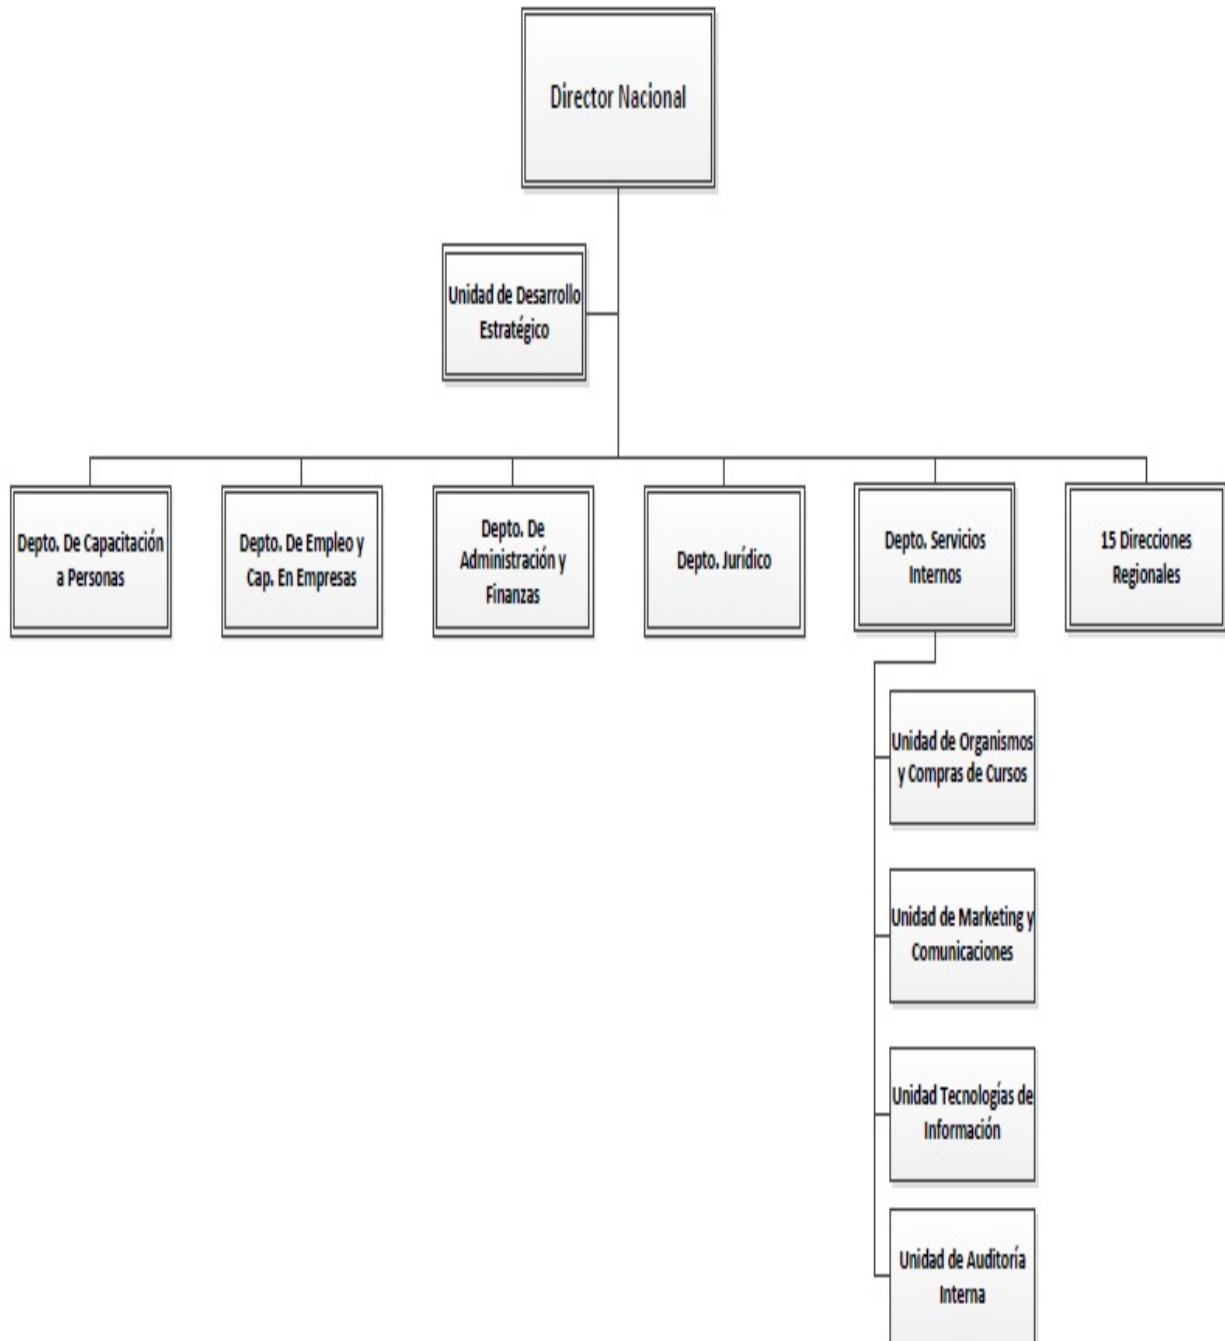 Director Nacional
Unidad de Desarrollo
Estratégico
Depto. De Capacitación
a Personas
Depto. De Empleo y
Cap. En Empresas
Depto. De
Administración y
Finanzas
Depto. Jurídico
Depto. Servicios
Internos
15 Direcciones
Regionales
Unidad de Organismos
y Compras de Cursos
Unidad de Marketing y
Comunicaciones
Unidad Tecnologías de
Información
Unidad de Auditoría
Interna